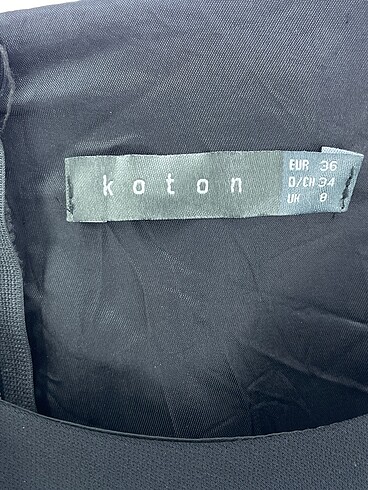 koton
EUR 36
D/CH 34
UK 8